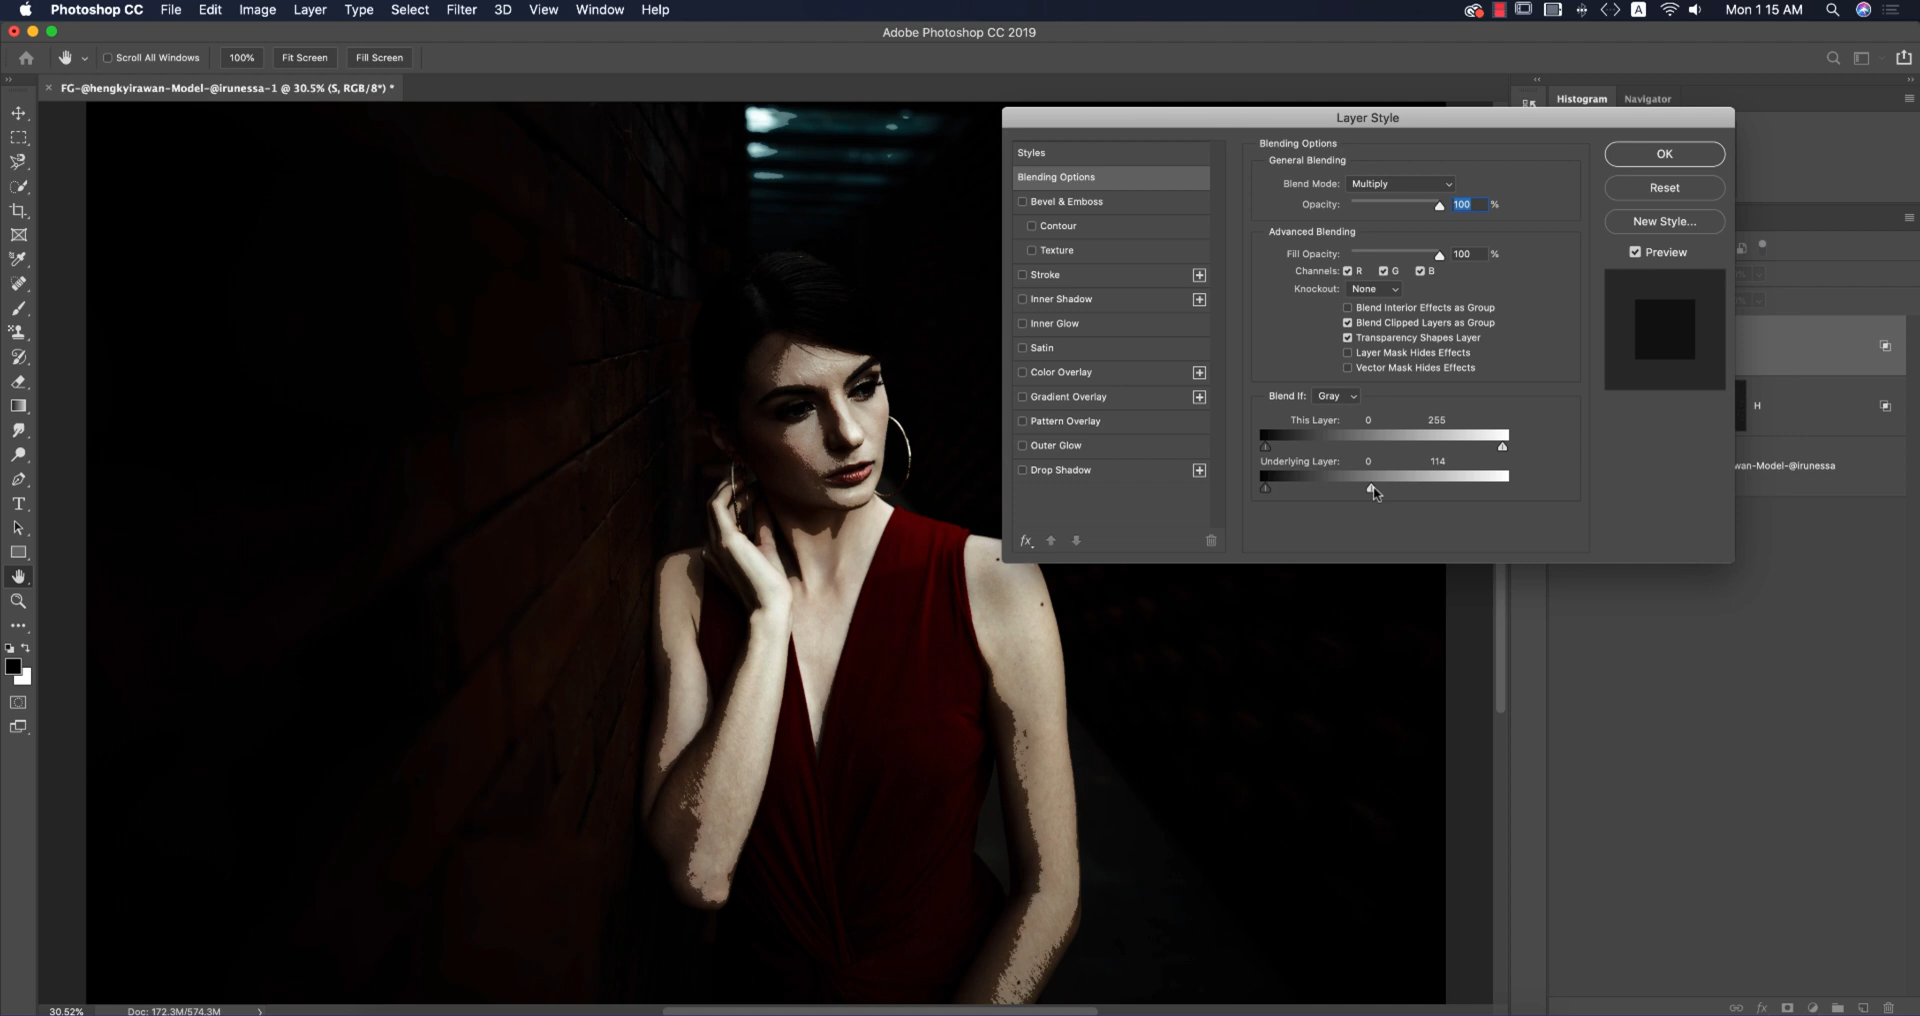 Photoshop CC File Edit Image Layer Type Select Filter 3D View Window Help
A Mon 1 15 AM
Adobe Photoshop CC 2019
Scroll All Windows 100% Fit Screen Fill Screen
FG-@hengkyirawan-Model-@irunessa-1 @ 30.5% (S, RGB/8*) *
Histogram Navigator
Layer Style
Styles
Blending Options
Bevel & Emboss
Contour
Texture
Stroke
Inner Shadow
Inner Glow
Satin
Color Overlay
Gradient Overlay
Pattern Overlay
Outer Glow
Drop Shadow
fx
Blending Options
General Blending
Blend Mode: Multiply
Opacity: 100 %
Advanced Blending
Fill Opacity: 100 %
Channels: R G B
Knockout: None
Blend Interior Effects as Group
Blend Clipped Layers as Group
Transparency Shapes Layer
Layer Mask Hides Effects
Vector Mask Hides Effects
Blend If: Gray
This Layer: 0 255
Underlying Layer: 0 114
OK
Reset
New Style...
Preview
H
wan-Model-@irunessa
T
30.52% Doc: 172.3M/574.3M
fx